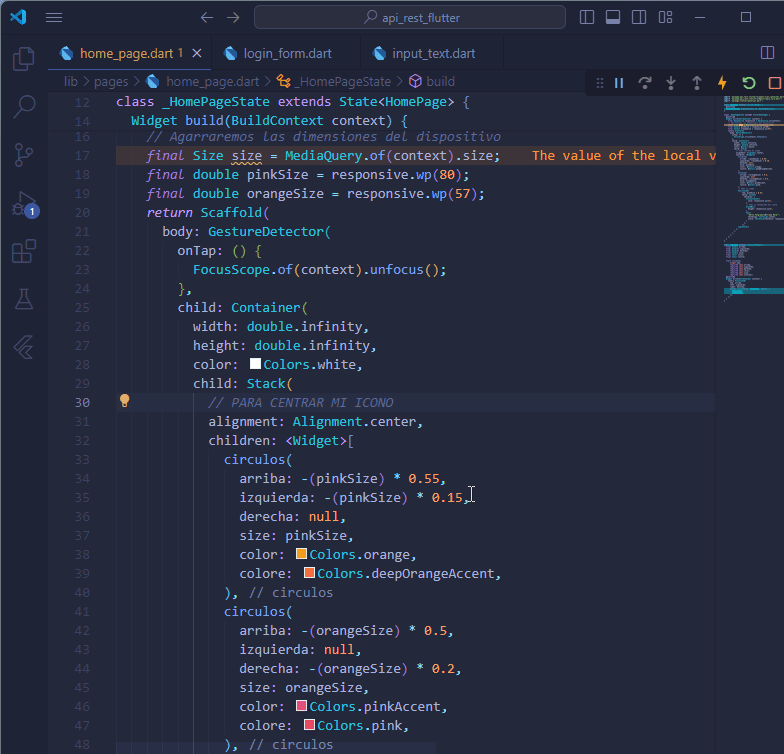 api_rest_flutter
home_page.dart 1
login_form.dart
input_text.dart
lib > pages > home_page.dart > _HomePageState > build
12 class _HomePageState extends State<HomePage> {
14 Widget build(BuildContext context) {
16 // Agarraremos las dimensiones del dispositivo
17 final Size size = MediaQuery.of(context).size; The value of the local v
18 final double pinkSize = responsive.wp(80);
19 final double orangeSize = responsive.wp(57);
20 return Scaffold(
21 body: GestureDetector(
22 onTap: () {
23 FocusScope.of(context).unfocus();
24 },
25 child: Container(
26 width: double.infinity,
27 height: double.infinity,
28 color: Colors.white,
29 child: Stack(
30 // PARA CENTRAR MI ICONO
31 alignment: Alignment.center,
32 children: <Widget>[
33 circulos(
34 arriba: -(pinkSize) * 0.55,
35 izquierda: -(pinkSize) * 0.15,
36 derecha: null,
37 size: pinkSize,
38 color: Colors.orange,
39 colore: Colors.deepOrangeAccent,
40 ), // circulos
41 circulos(
42 arriba: -(orangeSize) * 0.5,
43 izquierda: null,
44 derecha: -(orangeSize) * 0.2,
45 size: orangeSize,
46 color: Colors.pinkAccent,
47 colore: Colors.pink,
48 ), // circulos
1